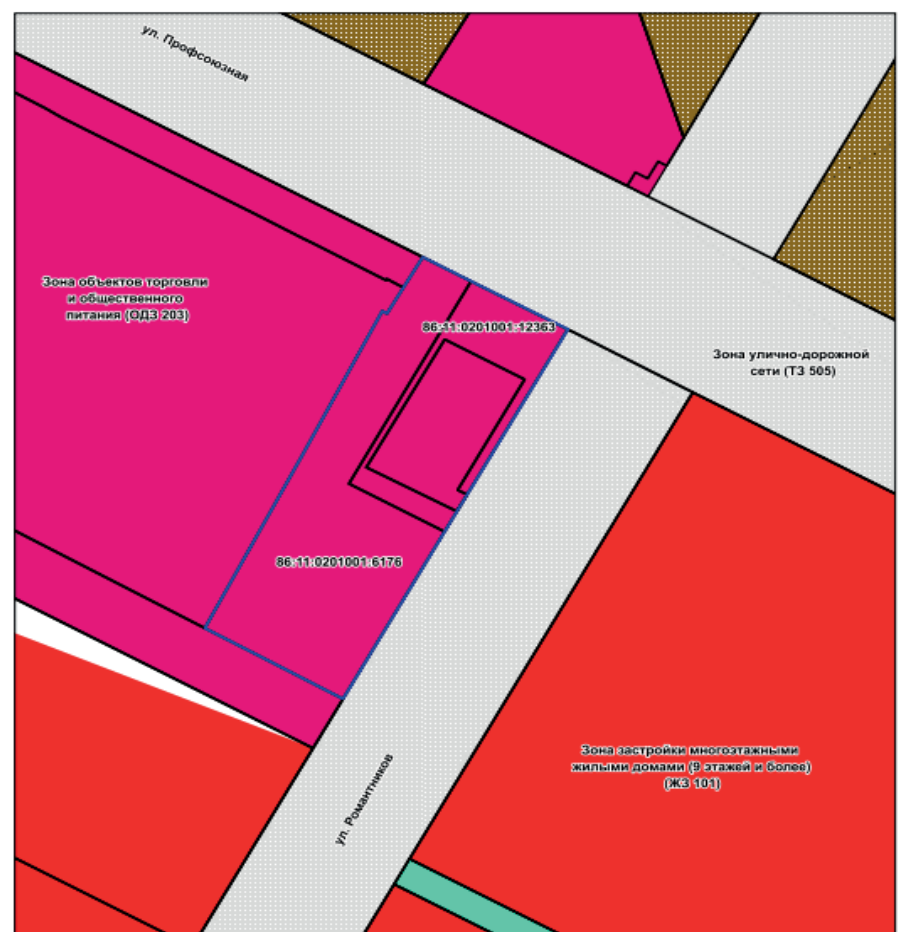 ул. Профсоюзная
Зона объектов торговли
и общественного
питания (ОДЗ 203)
86:11:0201001:12363
Зона улично-дорожной
сети (ТЗ 505)
86:11:0201001:6176
Зона застройки многоэтажными
жилыми домами (9 этажей и более)
(ЖЗ 101)
ул. Романтиков